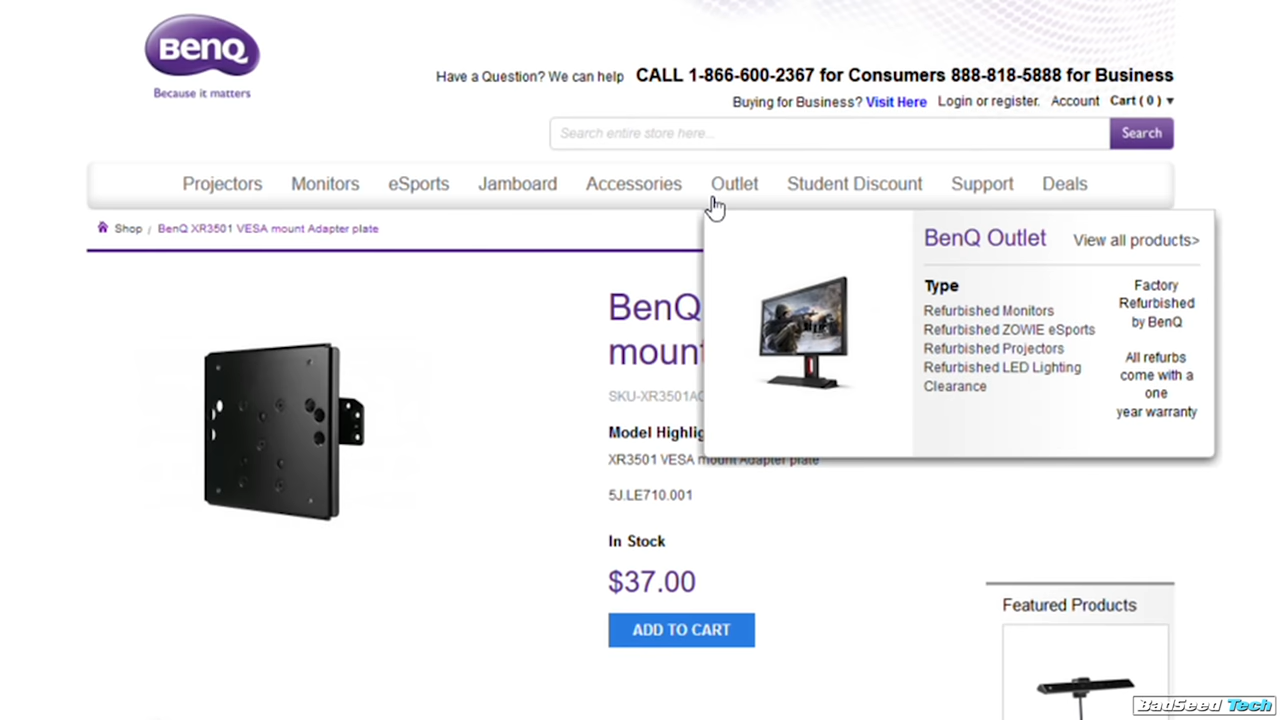 BenQ
Because it matters
Have a Question? We can help CALL 1-866-600-2367 for Consumers 888-818-5888 for Business
Buying for Business? Visit Here Login or register. Account Cart ( 0 ) ▼
Search entire store here... Search
Projectors Monitors eSports Jamboard Accessories Outlet Student Discount Support Deals
Shop / BenQ XR3501 VESA mount Adapter plate
BenQ Outlet View all products>
Type
Refurbished Monitors
Refurbished ZOWIE eSports
Refurbished Projectors
Refurbished LED Lighting
Clearance
Factory
Refurbished
by BenQ
All refurbs
come with a
one
year warranty
BenQ
mount
SKU-XR3501AC
Model Highlig
XR3501 VESA mount Adapter plate
5J.LE710.001
In Stock
$37.00
ADD TO CART
Featured Products
BadSeed Tech